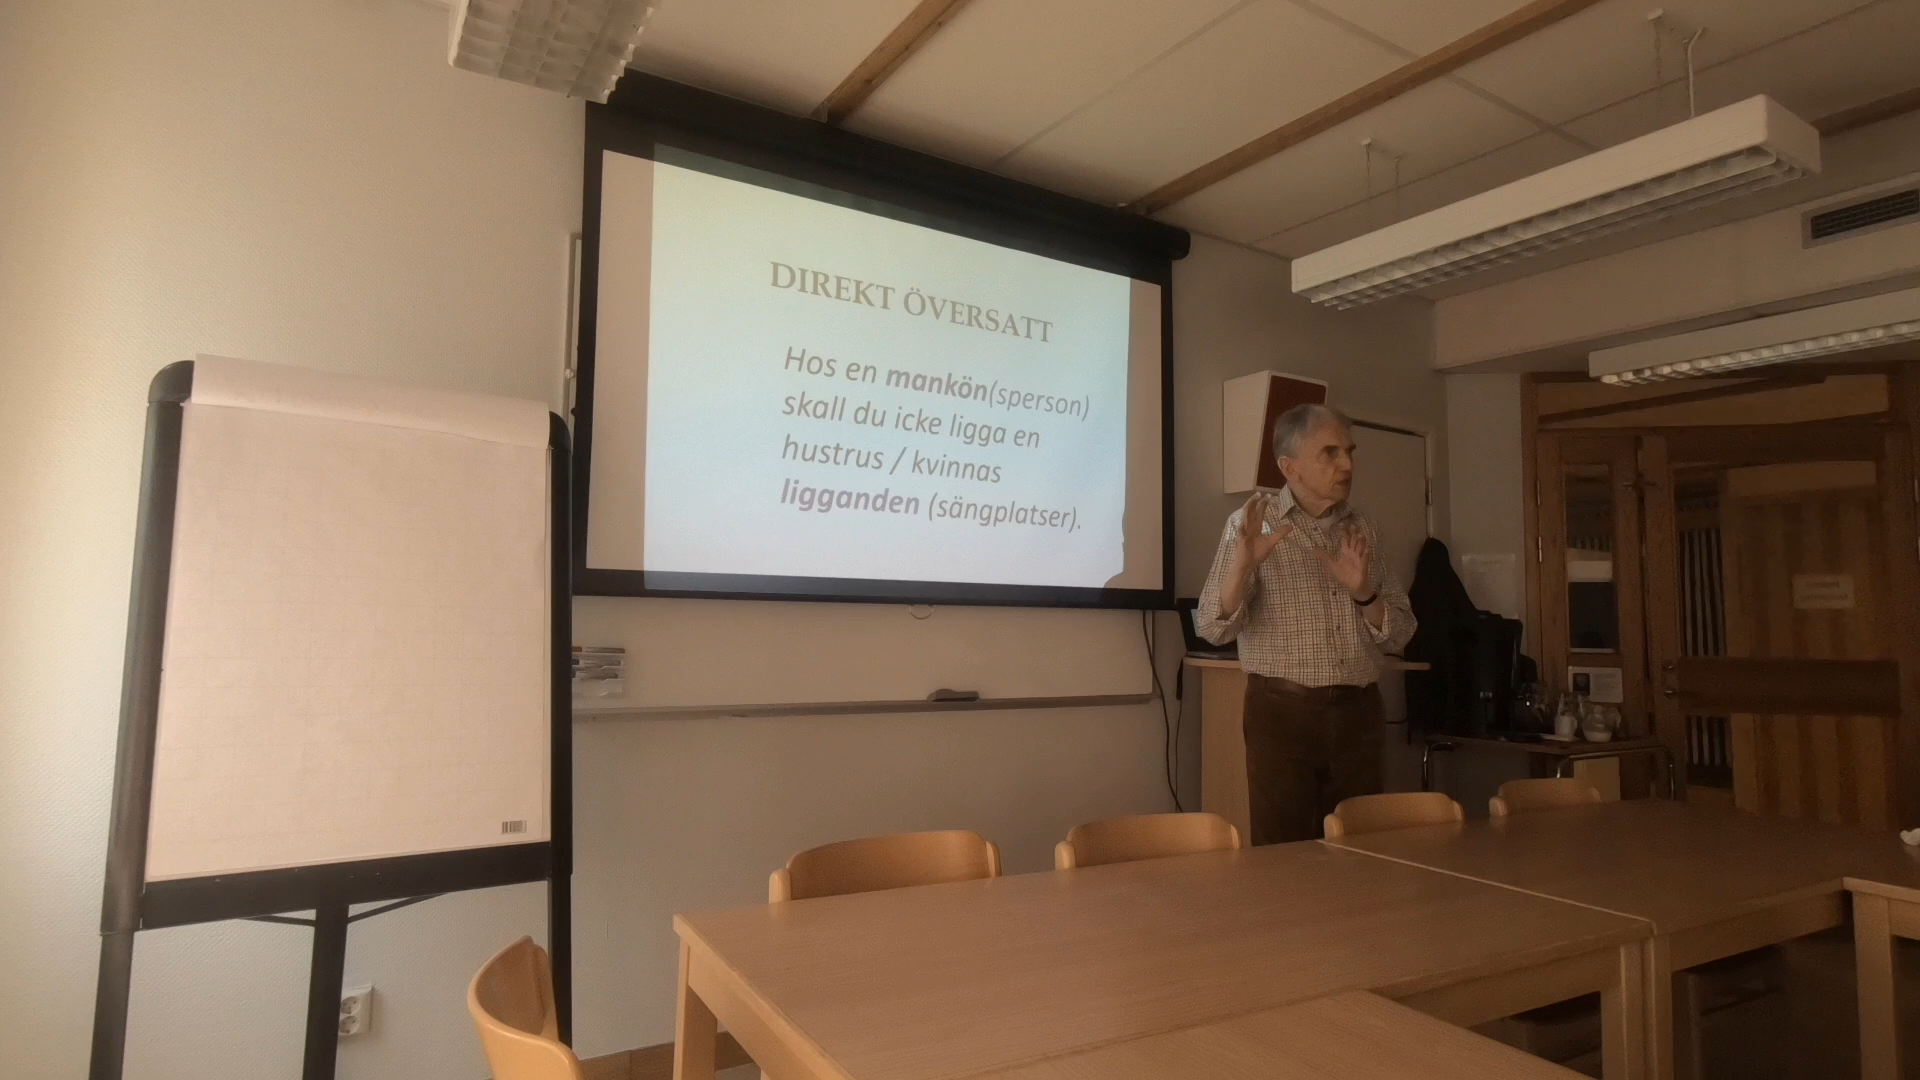 DIREKT ÖVERSATT
Hos en mankön(sperson)
skall du icke ligga en
hustrus / kvinnas
ligganden (sängplatser).